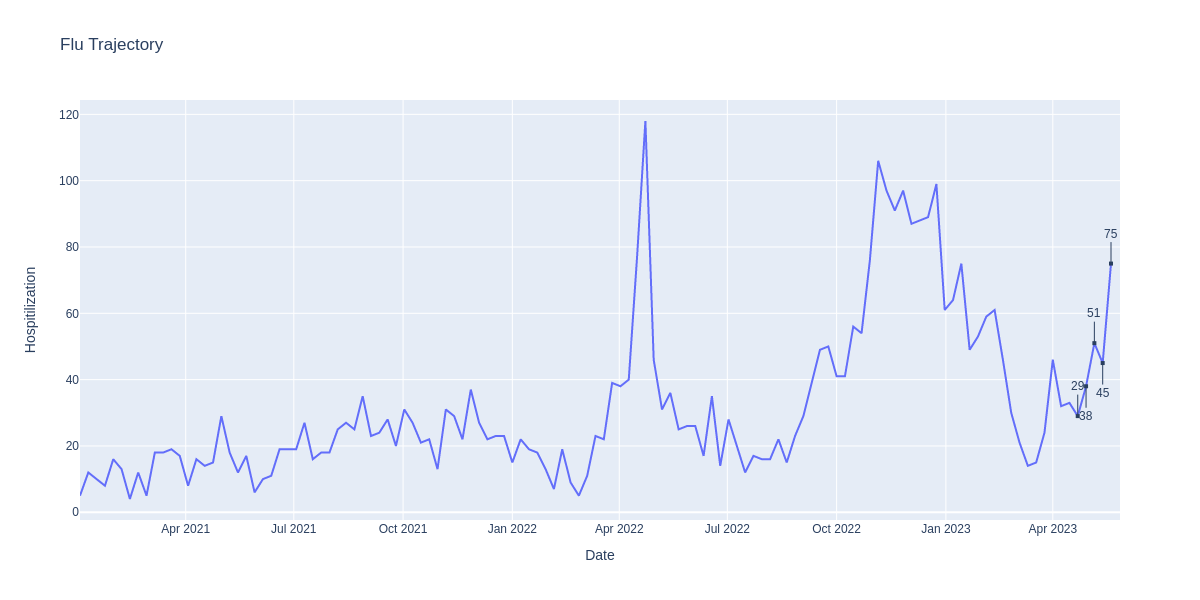 Flu Trajectory
120
100
80
60
40
20
0
Hospitilization
75
51
29
38
45
Apr 2021
Jul 2021
Oct 2021
Jan 2022
Apr 2022
Jul 2022
Oct 2022
Jan 2023
Apr 2023
Date